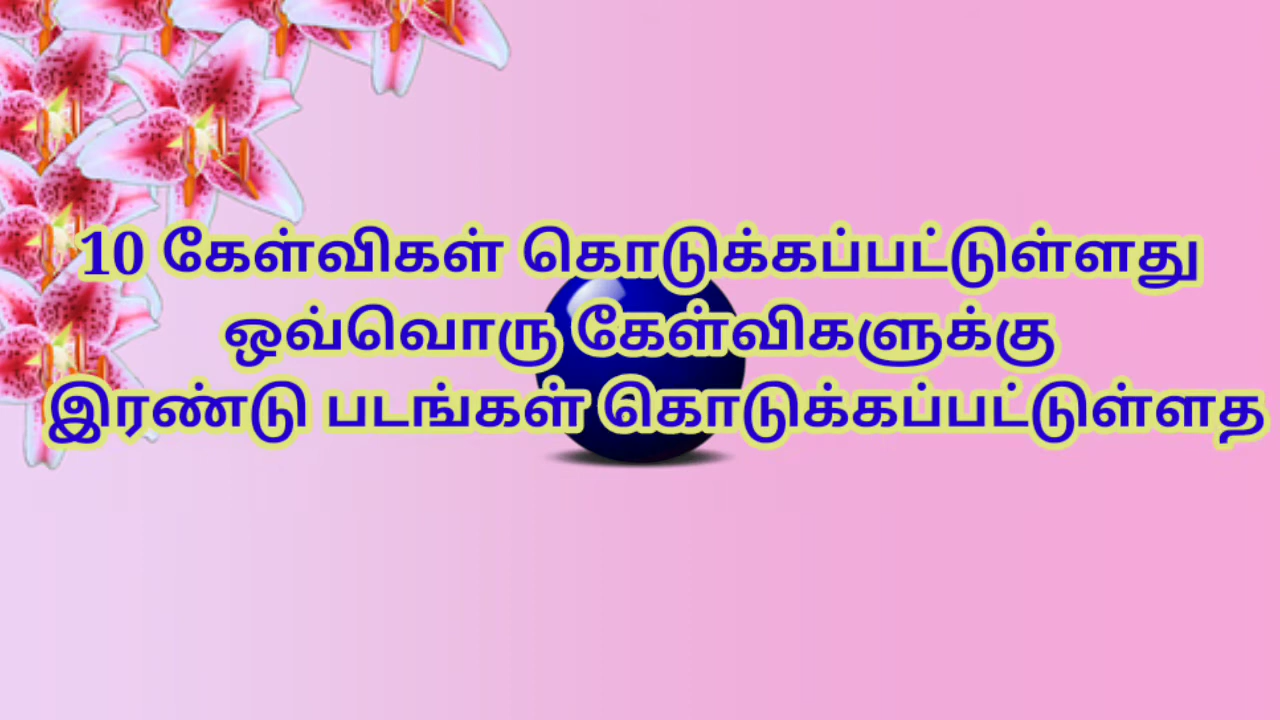 10 கேள்விகள் கொடுக்கப்பட்டுள்ளது
ஒவ்வொரு கேள்விகளுக்கு
இரண்டு படங்கள் கொடுக்கப்பட்டுள்ளத